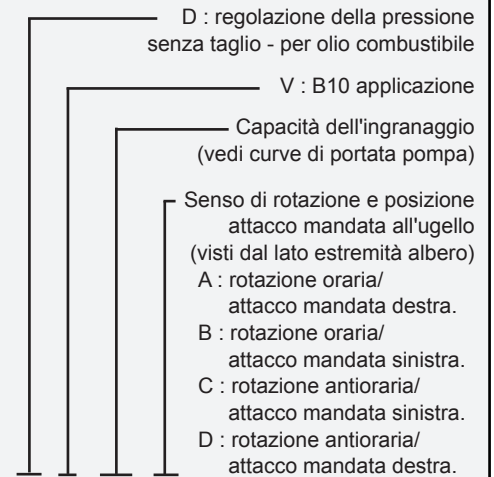 D : regolazione della pressione
senza taglio - per olio combustibile
V : B10 applicazione
Capacità dell'ingranaggio
(vedi curve di portata pompa)
Senso di rotazione e posizione
attacco mandata all'ugello
(visti dal lato estremità albero)
A : rotazione oraria/
attacco mandata destra.
B : rotazione oraria/
attacco mandata sinistra.
C : rotazione antioraria/
attacco mandata sinistra.
D : rotazione antioraria/
attacco mandata destra.